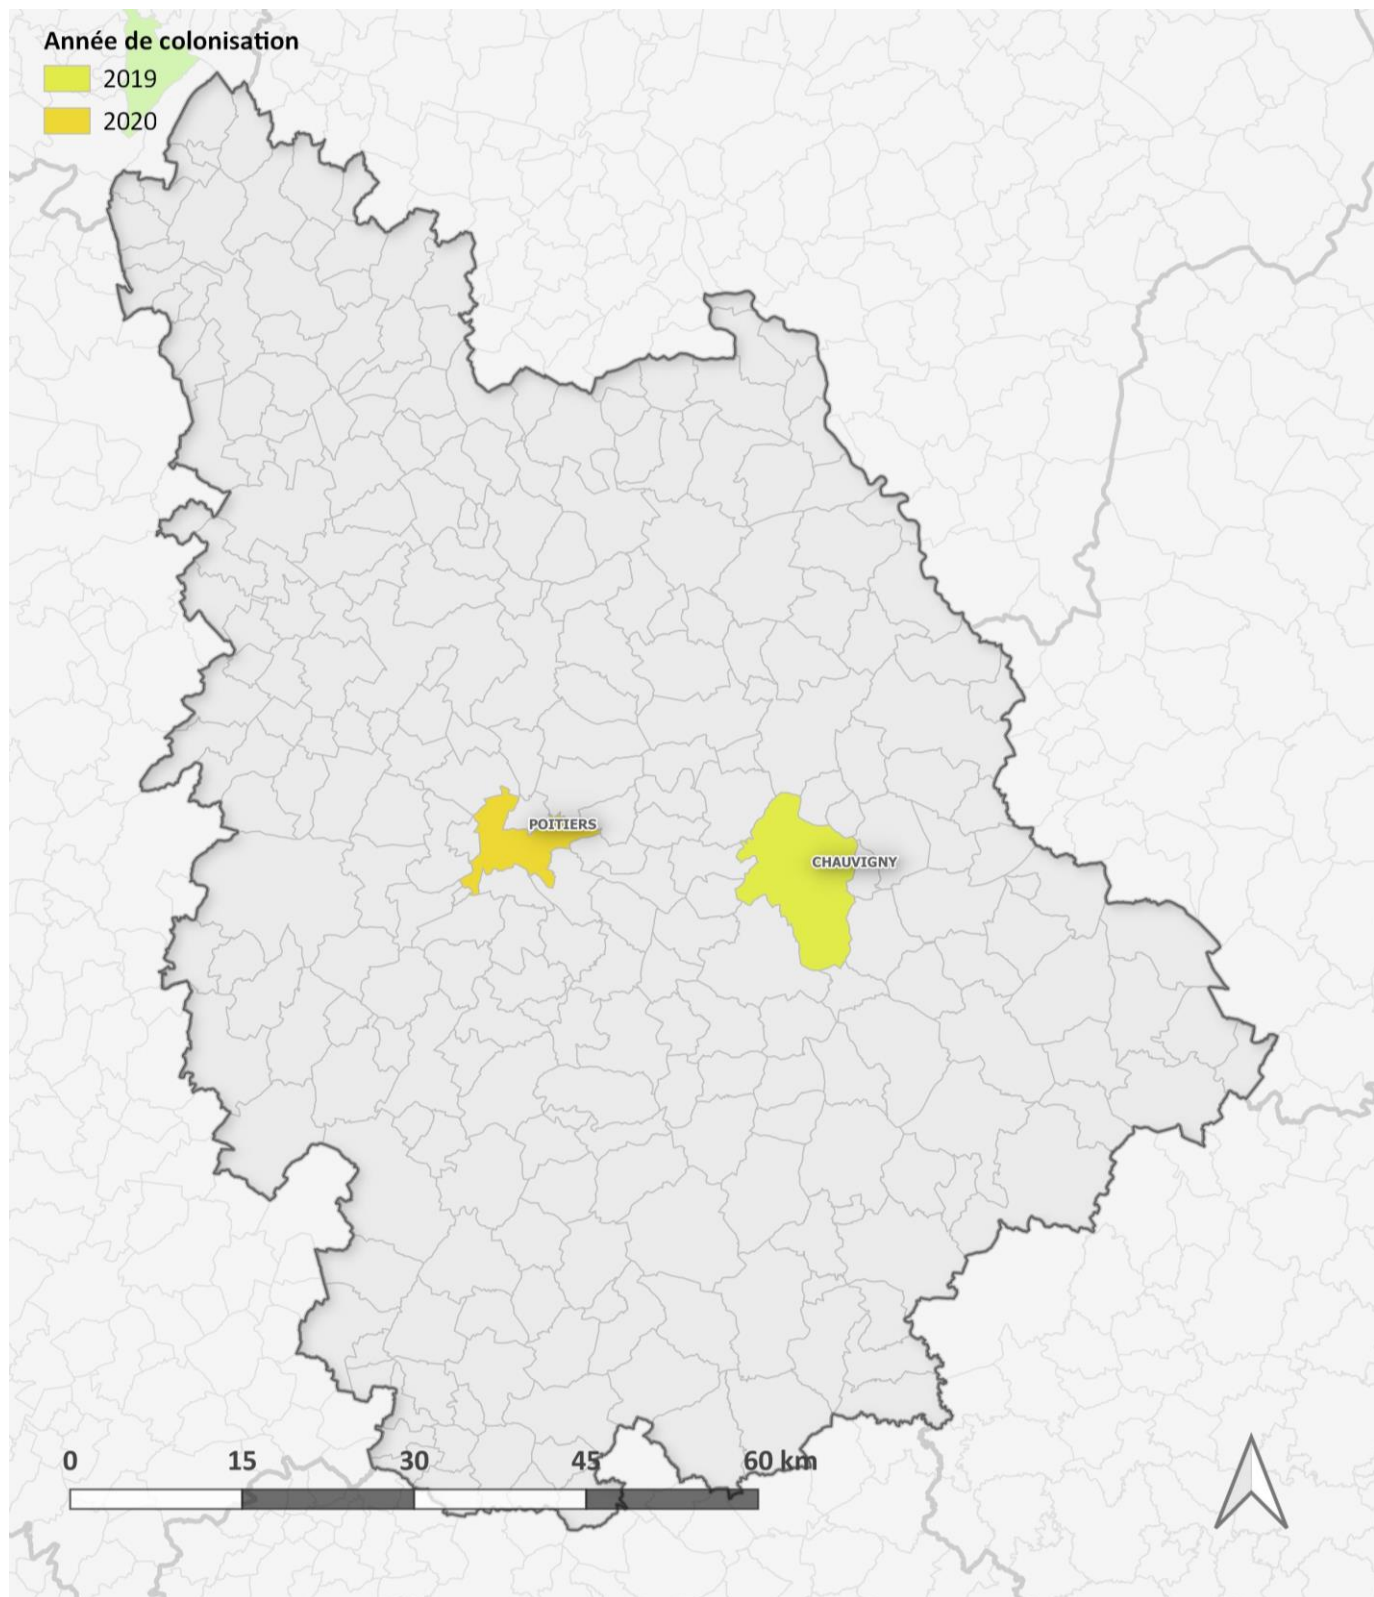 Année de colonisation
2019
2020
POITIERS
CHAUVIGNY
0 15 30 45 60 km